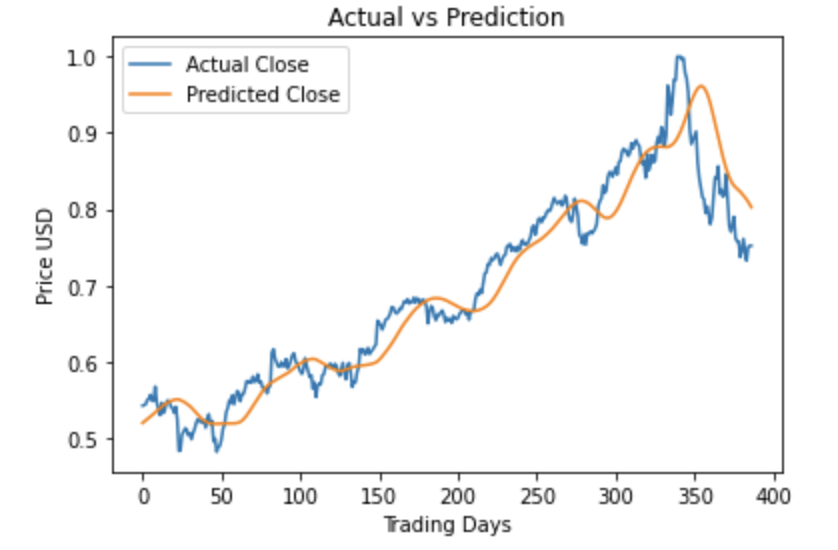 Actual vs Prediction
Actual Close
Predicted Close
1.0
0.9
0.8
0.7
0.6
0.5
Price USD
0 50 100 150 200 250 300 350 400
Trading Days